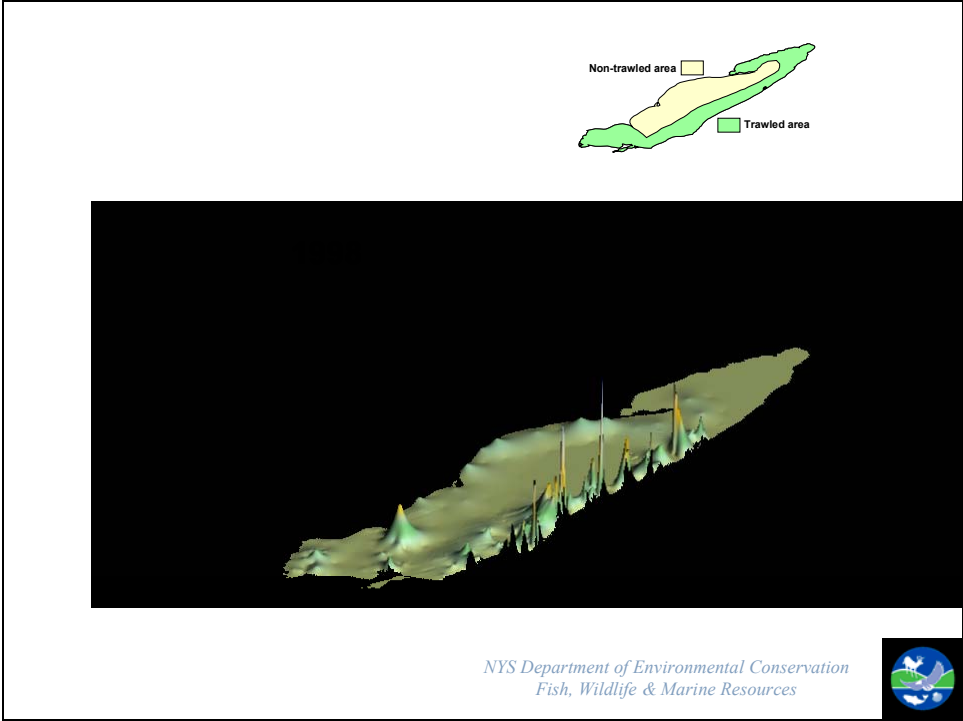 Non-trawled area
Trawled area
NYS Department of Environmental Conservation
Fish, Wildlife & Marine Resources